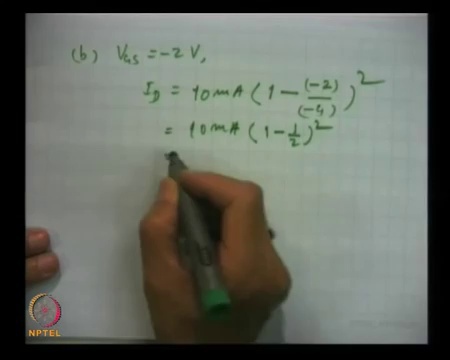 (b) V_GS = -2 V,
I_D = 10 mA ( 1 - (-2)/(-4) )^2
= 10 mA ( 1 - 1/2 )^2
NPTEL